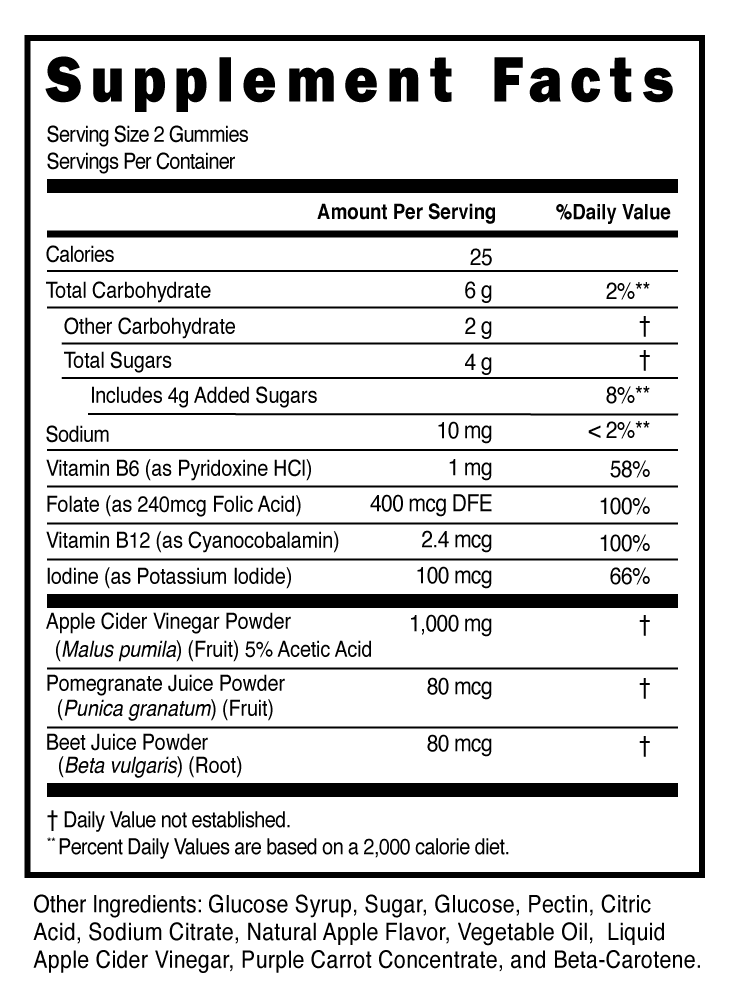 Supplement Facts
Serving Size 2 Gummies
Servings Per Container
Amount Per Serving %Daily Value
Calories 25
Total Carbohydrate 6 g 2%**
Other Carbohydrate 2 g †
Total Sugars 4 g †
Includes 4g Added Sugars 8%**
Sodium 10 mg < 2%**
Vitamin B6 (as Pyridoxine HCl) 1 mg 58%
Folate (as 240mcg Folic Acid) 400 mcg DFE 100%
Vitamin B12 (as Cyanocobalamin) 2.4 mcg 100%
Iodine (as Potassium Iodide) 100 mcg 66%
Apple Cider Vinegar Powder 1,000 mg †
(Malus pumila) (Fruit) 5% Acetic Acid
Pomegranate Juice Powder 80 mcg †
(Punica granatum) (Fruit)
Beet Juice Powder 80 mcg †
(Beta vulgaris) (Root)
† Daily Value not established.
**Percent Daily Values are based on a 2,000 calorie diet.
Other Ingredients: Glucose Syrup, Sugar, Glucose, Pectin, Citric
Acid, Sodium Citrate, Natural Apple Flavor, Vegetable Oil, Liquid
Apple Cider Vinegar, Purple Carrot Concentrate, and Beta-Carotene.